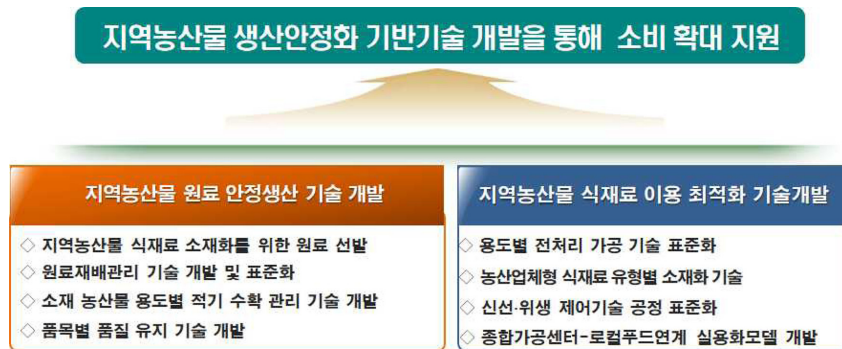 지역농산물 생산안정화 기반기술 개발을 통해 소비 확대 지원
지역농산물 원료 안정생산 기술 개발
◇ 지역농산물 식재료 소재화를 위한 원료 선발
◇ 원료재배관리 기술 개발 및 표준화
◇ 소재 농산물 용도별 적기 수확 관리 기술 개발
◇ 품목별 품질 유지 기술 개발
지역농산물 식재료 이용 최적화 기술개발
◇ 용도별 전처리 가공 기술 표준화
◇ 농산업체형 식재료 유형별 소재화 기술
◇ 신선·위생 제어기술 공정 표준화
◇ 종합가공센터-로컬푸드연계 실용화모델 개발